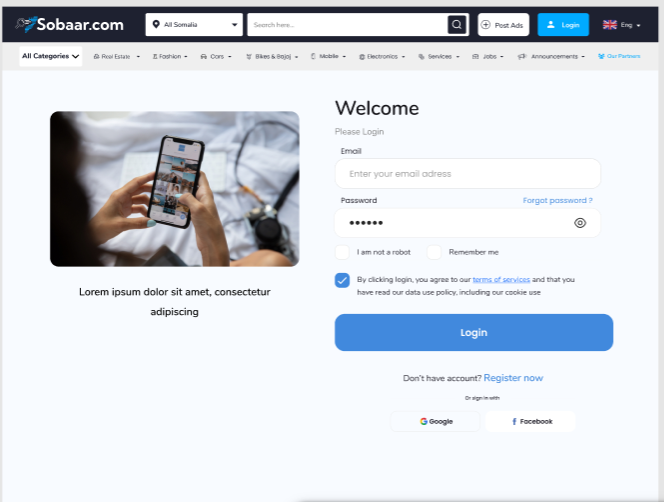 Sobaar.com
All Somalia
Search here...
Post Ads
Login
Eng
All Categories
Real Estate
Fashion
Cars
Bikes & Bajaj
Mobile
Electronics
Services
Jobs
Announcements
Our Partners
Welcome
Please Login
Email
Enter your email adress
Password
Forgot password ?
I am not a robot
Remember me
By clicking login, you agree to our terms of services and that you
have read our data use policy, including our cookie use
Login
Lorem ipsum dolor sit amet, consectetur
adipiscing
Don't have account? Register now
Or sign in with
Google
Facebook